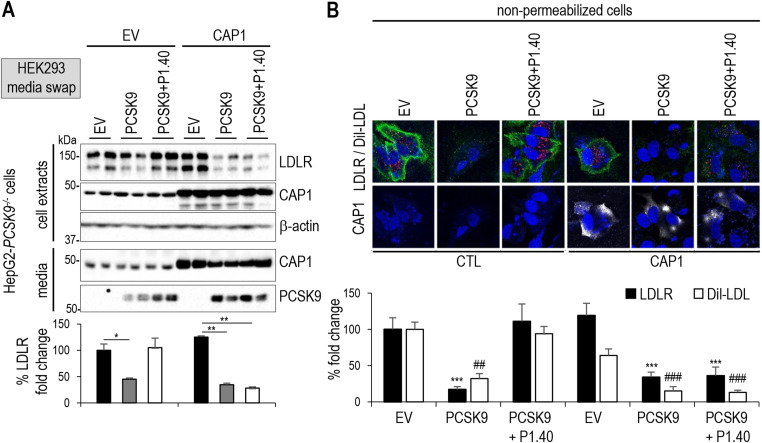 A
EV
CAP1
HEK293
media swap
EV
PCSK9
PCSK9+P1.40
EV
PCSK9
PCSK9+P1.40
kDa
150
LDLR
50
CAP1
β-actin
37
50
CAP1
PCSK9
50
HepG2-PCSK9-/- cells
cell extracts
media
% LDLR
fold change
125
100
75
50
25
0
*
**
**
B
non-permeabilized cells
EV
PCSK9
PCSK9+P1.40
EV
PCSK9
PCSK9+P1.40
LDLR / DiI-LDL
CAP1
CTL
CAP1
LDLR
DiI-LDL
% fold change
150
100
50
0
***
##
***
###
***
###
EV
PCSK9
PCSK9
+ P1.40
EV
PCSK9
PCSK9
+ P1.40